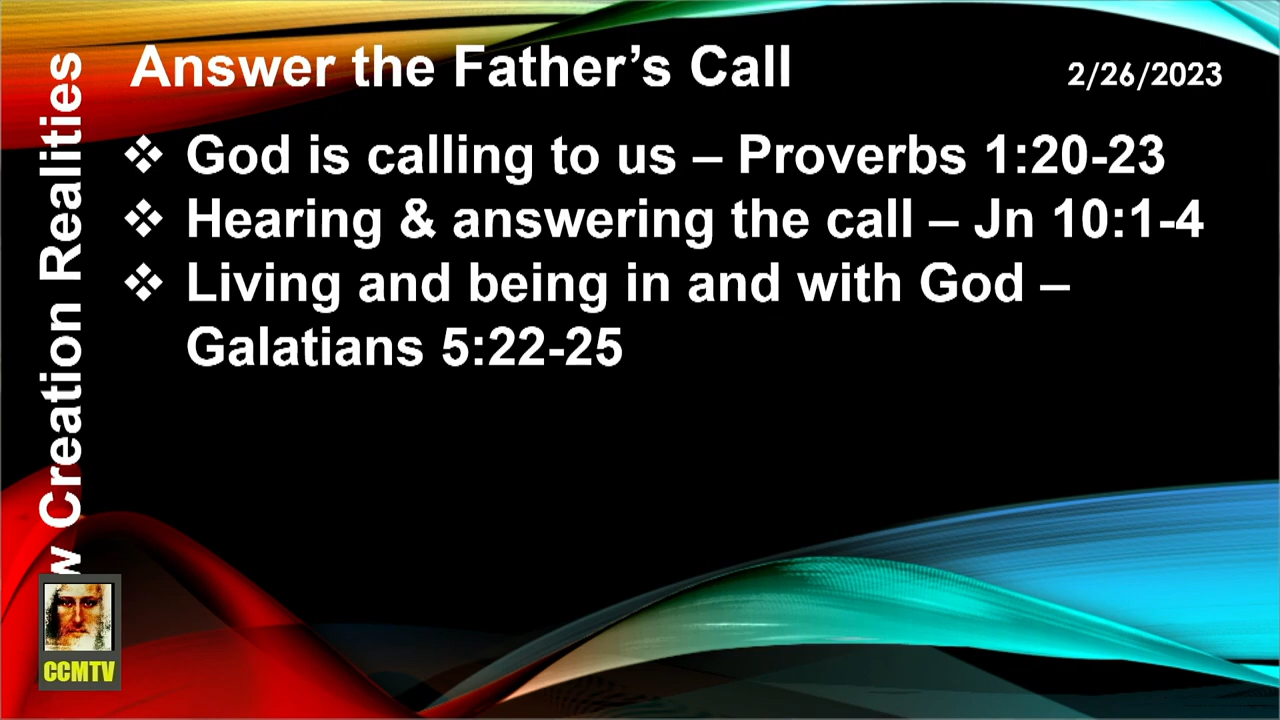 Answer the Father’s Call
2/26/2023
❖ God is calling to us – Proverbs 1:20-23
❖ Hearing & answering the call – Jn 10:1-4
❖ Living and being in and with God –
Galatians 5:22-25
w Creation Realities
CCMTV